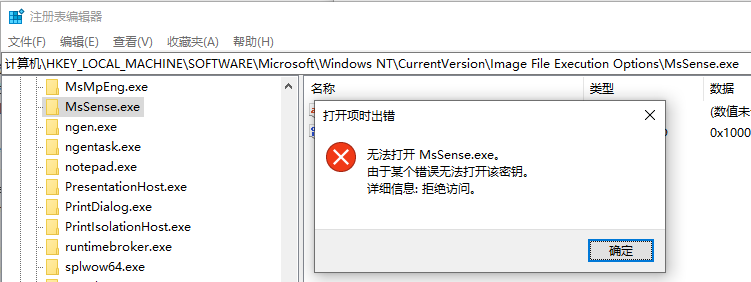 注册表编辑器
文件(F) 编辑(E) 查看(V) 收藏夹(A) 帮助(H)
计算机\HKEY_LOCAL_MACHINE\SOFTWARE\Microsoft\Windows NT\CurrentVersion\Image File Execution Options\MsSense.exe
名称 类型 数据
MsMpEng.exe
MsSense.exe
ngen.exe
ngentask.exe
notepad.exe
PresentationHost.exe
PrintDialog.exe
PrintIsolationHost.exe
runtimebroker.exe
splwow64.exe
(数值未
0x1000
打开项时出错
无法打开 MsSense.exe。
由于某个错误无法打开该密钥。
详细信息: 拒绝访问。
确定